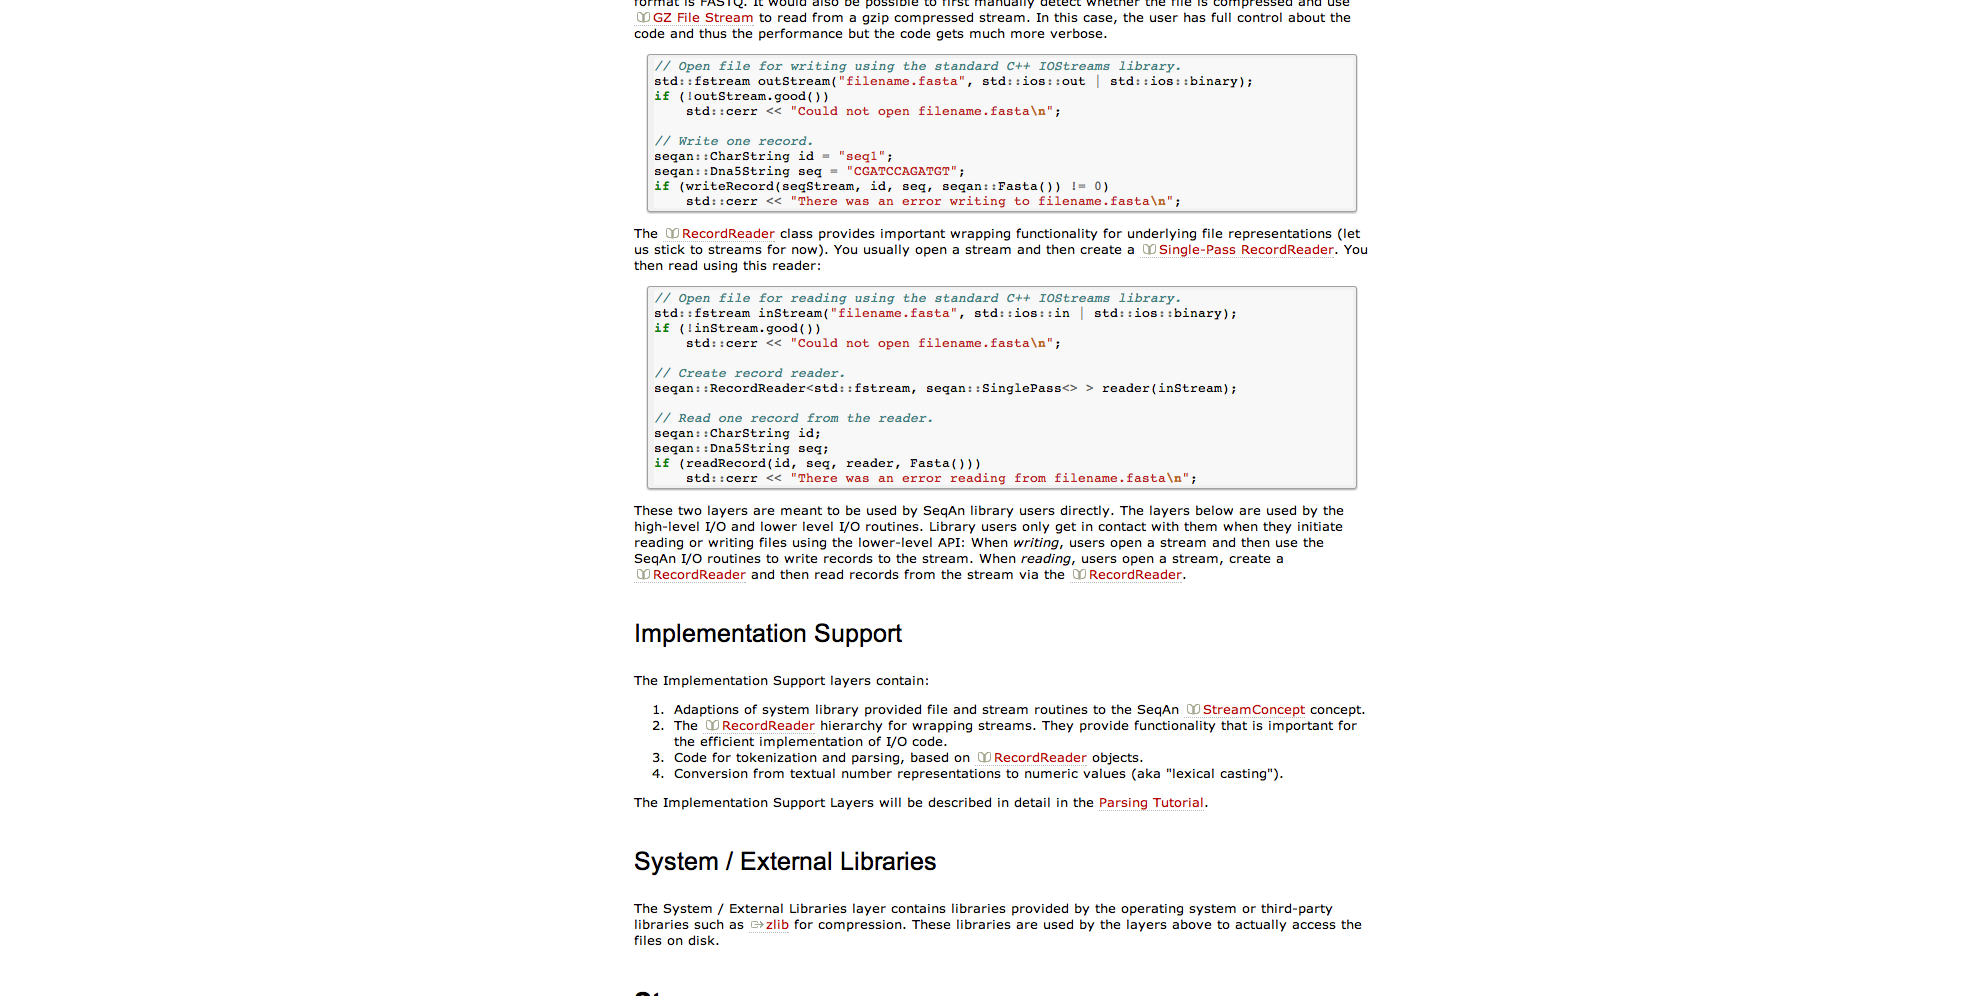 format is FASTQ. It would also be possible to first manually detect whether the file is compressed and use
GZ File Stream to read from a gzip compressed stream. In this case, the user has full control about the
code and thus the performance but the code gets much more verbose.
// Open file for writing using the standard C++ IOStreams library.
std::fstream outStream("filename.fasta", std::ios::out | std::ios::binary);
if (!outStream.good())
    std::cerr << "Could not open filename.fasta\n";
// Write one record.
seqan::CharString id = "seq1";
seqan::Dna5String seq = "CGATCCAGATGT";
if (writeRecord(seqStream, id, seq, seqan::Fasta()) != 0)
    std::cerr << "There was an error writing to filename.fasta\n";
The RecordReader class provides important wrapping functionality for underlying file representations (let
us stick to streams for now). You usually open a stream and then create a Single-Pass RecordReader. You
then read using this reader:
// Open file for reading using the standard C++ IOStreams library.
std::fstream inStream("filename.fasta", std::ios::in | std::ios::binary);
if (!inStream.good())
    std::cerr << "Could not open filename.fasta\n";
// Create record reader.
seqan::RecordReader<std::fstream, seqan::SinglePass<> > reader(inStream);
// Read one record from the reader.
seqan::CharString id;
seqan::Dna5String seq;
if (readRecord(id, seq, reader, Fasta()))
    std::cerr << "There was an error reading from filename.fasta\n";
These two layers are meant to be used by SeqAn library users directly. The layers below are used by the
high-level I/O and lower level I/O routines. Library users only get in contact with them when they initiate
reading or writing files using the lower-level API: When writing, users open a stream and then use the
SeqAn I/O routines to write records to the stream. When reading, users open a stream, create a
RecordReader and then read records from the stream via the RecordReader.
Implementation Support
The Implementation Support layers contain:
1. Adaptions of system library provided file and stream routines to the SeqAn StreamConcept concept.
2. The RecordReader hierarchy for wrapping streams. They provide functionality that is important for
the efficient implementation of I/O code.
3. Code for tokenization and parsing, based on RecordReader objects.
4. Conversion from textual number representations to numeric values (aka "lexical casting").
The Implementation Support Layers will be described in detail in the Parsing Tutorial.
System / External Libraries
The System / External Libraries layer contains libraries provided by the operating system or third-party
libraries such as zlib for compression. These libraries are used by the layers above to actually access the
files on disk.